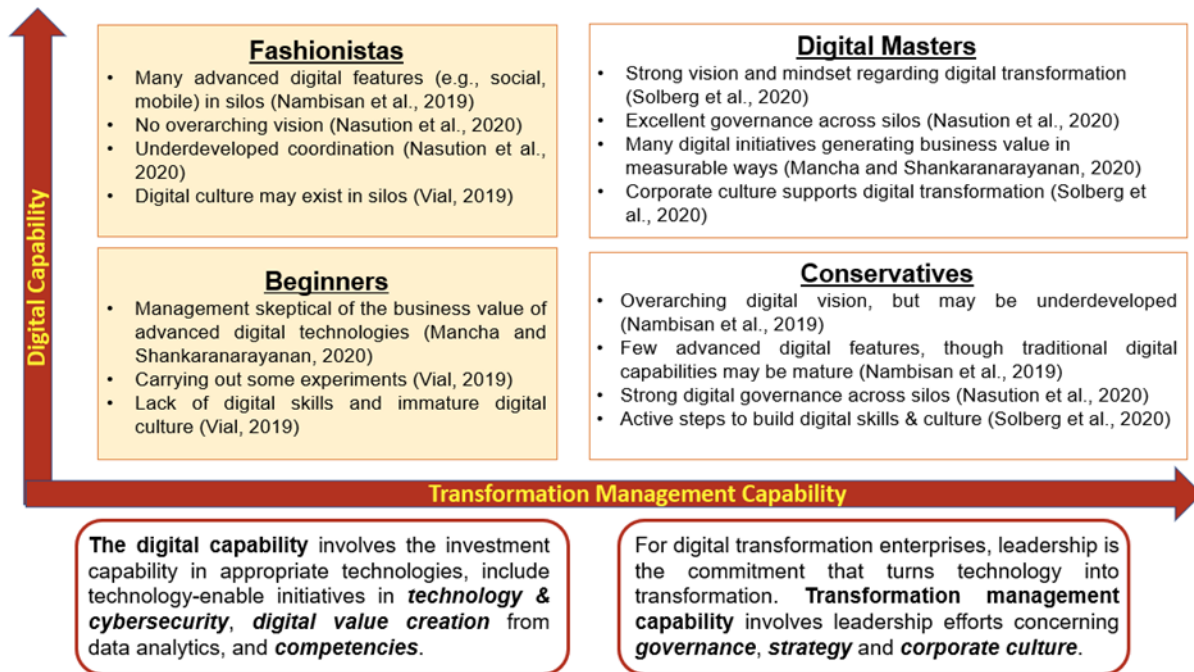 Digital Capability
Fashionistas
• Many advanced digital features (e.g., social,
mobile) in silos (Nambisan et al., 2019)
• No overarching vision (Nasution et al., 2020)
• Underdeveloped coordination (Nasution et al.,
2020)
• Digital culture may exist in silos (Vial, 2019)
Digital Masters
• Strong vision and mindset regarding digital transformation
(Solberg et al., 2020)
• Excellent governance across silos (Nasution et al., 2020)
• Many digital initiatives generating business value in
measurable ways (Mancha and Shankaranarayanan, 2020)
• Corporate culture supports digital transformation (Solberg et
al., 2020)
Beginners
• Management skeptical of the business value of
advanced digital technologies (Mancha and
Shankaranarayanan, 2020)
• Carrying out some experiments (Vial, 2019)
• Lack of digital skills and immature digital
culture (Vial, 2019)
Conservatives
• Overarching digital vision, but may be underdeveloped
(Nambisan et al., 2019)
• Few advanced digital features, though traditional digital
capabilities may be mature (Nambisan et al., 2019)
• Strong digital governance across silos (Nasution et al., 2020)
• Active steps to build digital skills & culture (Solberg et al., 2020)
Transformation Management Capability
The digital capability involves the investment
capability in appropriate technologies, include
technology-enable initiatives in technology &
cybersecurity, digital value creation from
data analytics, and competencies.
For digital transformation enterprises, leadership is
the commitment that turns technology into
transformation. Transformation management
capability involves leadership efforts concerning
governance, strategy and corporate culture.